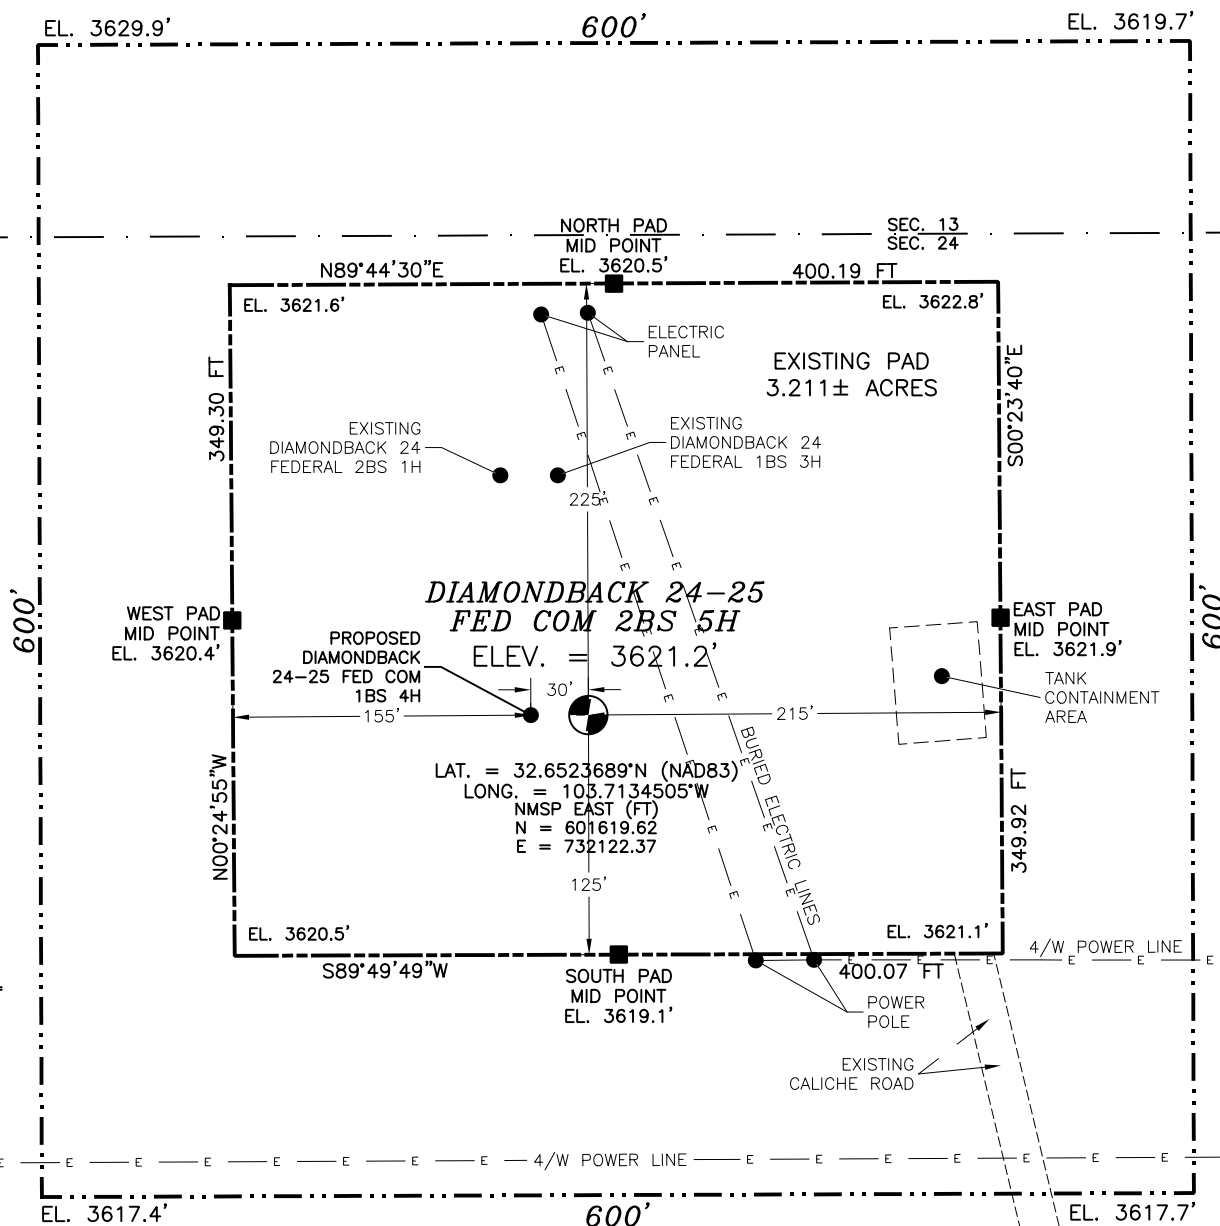 EL. 3629.9'
600'
EL. 3619.7'
NORTH PAD
MID POINT
EL. 3620.5'
SEC. 13
SEC. 24
N89°44'30"E
400.19 FT
EL. 3621.6'
EL. 3622.8'
ELECTRIC
PANEL
EXISTING PAD
3.211± ACRES
349.30 FT
S00°23'40"E
EXISTING
DIAMONDBACK 24
FEDERAL 2BS 1H
EXISTING
DIAMONDBACK 24
FEDERAL 1BS 3H
E
E
E
E
E
E
E
225'
DIAMONDBACK 24-25
FED COM 2BS 5H
ELEV. = 3621.2'
600'
600'
WEST PAD
MID POINT
EL. 3620.4'
PROPOSED
DIAMONDBACK
24-25 FED COM
1BS 4H
EAST PAD
MID POINT
EL. 3621.9'
TANK
CONTAINMENT
AREA
30'
155'
215'
E
E
E
E
E
E
BURIED ELECTRIC LINES
LAT. = 32.6523689°N (NAD83)
LONG. = 103.7134505°W
NMSP EAST (FT)
N = 601619.62
E = 732122.37
N00°24'55"W
349.92 FT
E
E
E
E
E
125'
EL. 3620.5'
EL. 3621.1'
S89°49'49"W
400.07 FT
SOUTH PAD
MID POINT
EL. 3619.1'
E E E 4/W POWER LINE E E
POWER
POLE
EXISTING
CALICHE ROAD
E E E E E E E E 4/W POWER LINE E E E E E E E
EL. 3617.4'
600'
EL. 3617.7'